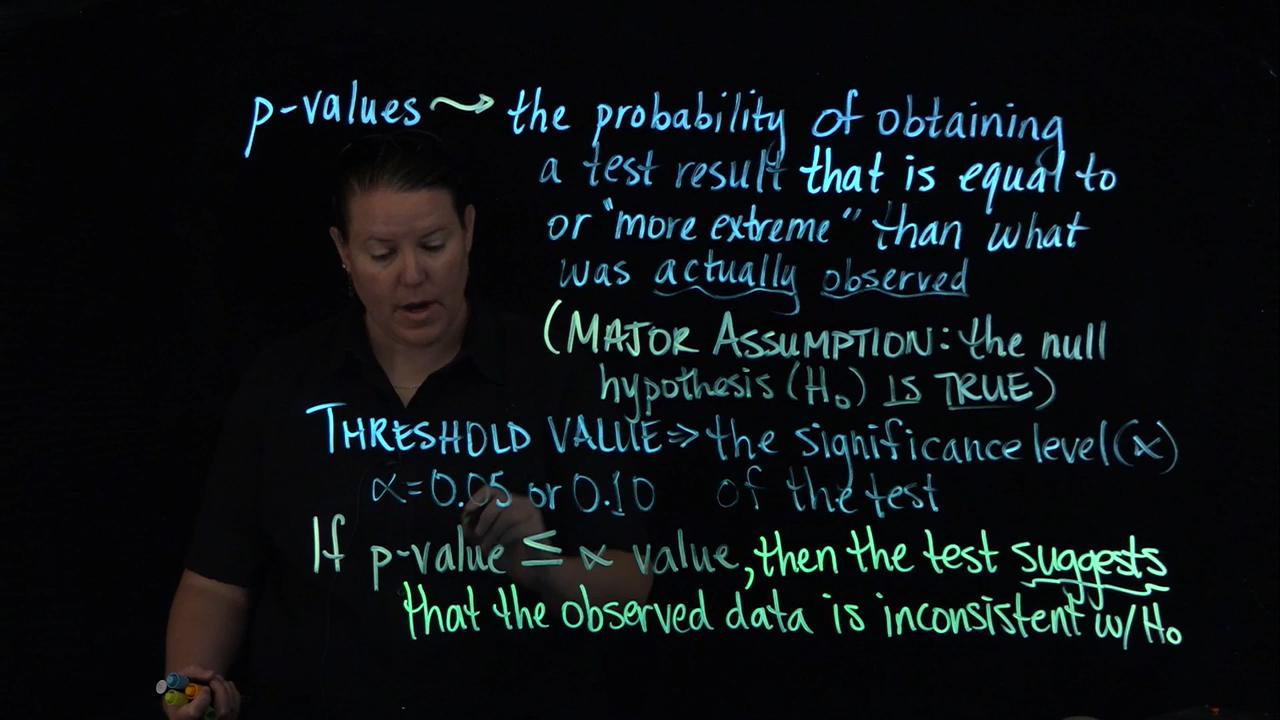 p-values → the probability of obtaining
a test result that is equal to
or "more extreme" than what
was actually observed
(MAJOR ASSUMPTION: the null
hypothesis (H₀) IS TRUE)
THRESHOLD VALUE ⇒ the significance level (α)
α = 0.05 or 0.10 of the test
If p-value ≤ α value, then the test suggests
that the observed data is inconsistent w/ H₀